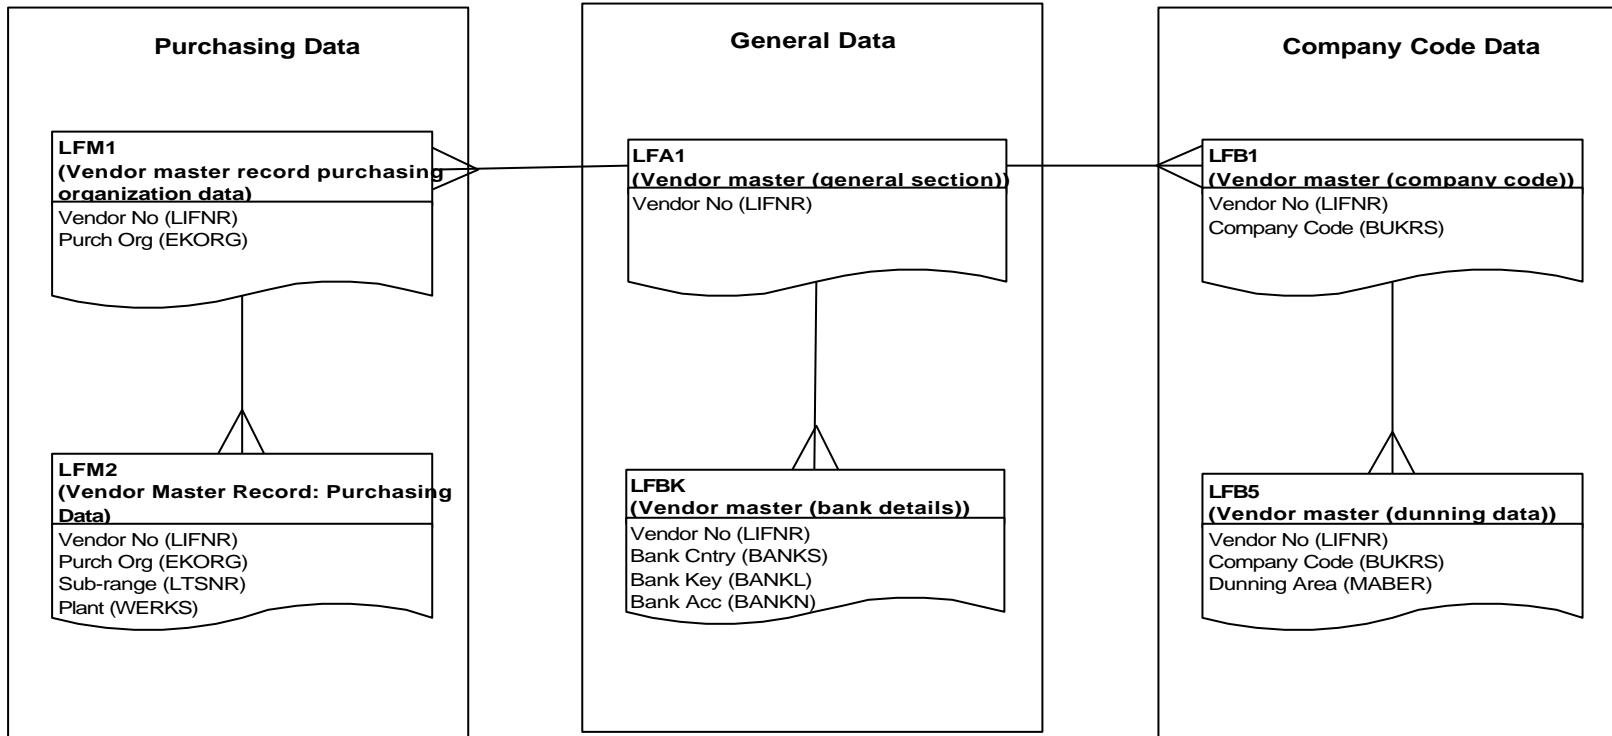 Purchasing Data
LFM1
(Vendor master record purchasing
organization data)
Vendor No (LIFNR)
Purch Org (EKORG)
LFM2
(Vendor Master Record: Purchasing
Data)
Vendor No (LIFNR)
Purch Org (EKORG)
Sub-range (LTSNR)
Plant (WERKS)
General Data
LFA1
(Vendor master (general section))
Vendor No (LIFNR)
LFBK
(Vendor master (bank details))
Vendor No (LIFNR)
Bank Cntry (BANKS)
Bank Key (BANKL)
Bank Acc (BANKN)
Company Code Data
LFB1
(Vendor master (company code))
Vendor No (LIFNR)
Company Code (BUKRS)
LFB5
(Vendor master (dunning data))
Vendor No (LIFNR)
Company Code (BUKRS)
Dunning Area (MABER)